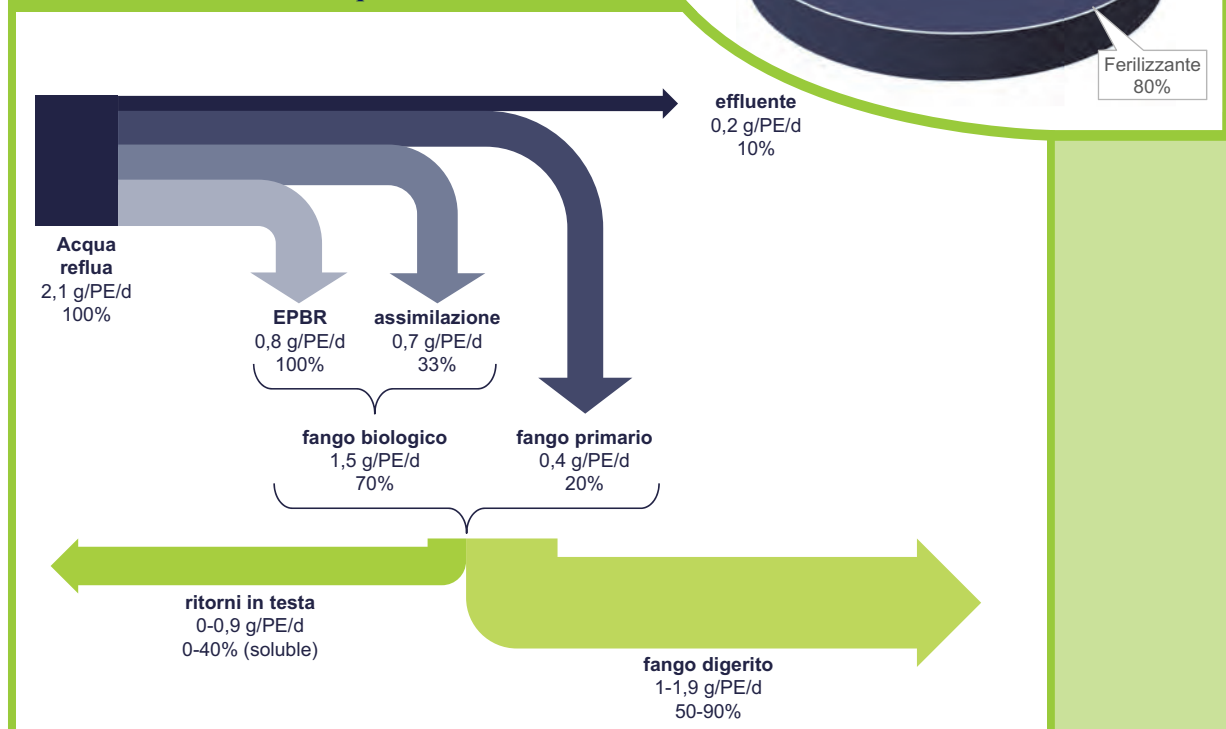 Ferilizzante
80%
effluente
0,2 g/PE/d
10%
Acqua
reflua
2,1 g/PE/d
100%
EPBR
0,8 g/PE/d
100%
assimilazione
0,7 g/PE/d
33%
fango biologico
1,5 g/PE/d
70%
fango primario
0,4 g/PE/d
20%
ritorni in testa
0-0,9 g/PE/d
0-40% (soluble)
fango digerito
1-1,9 g/PE/d
50-90%